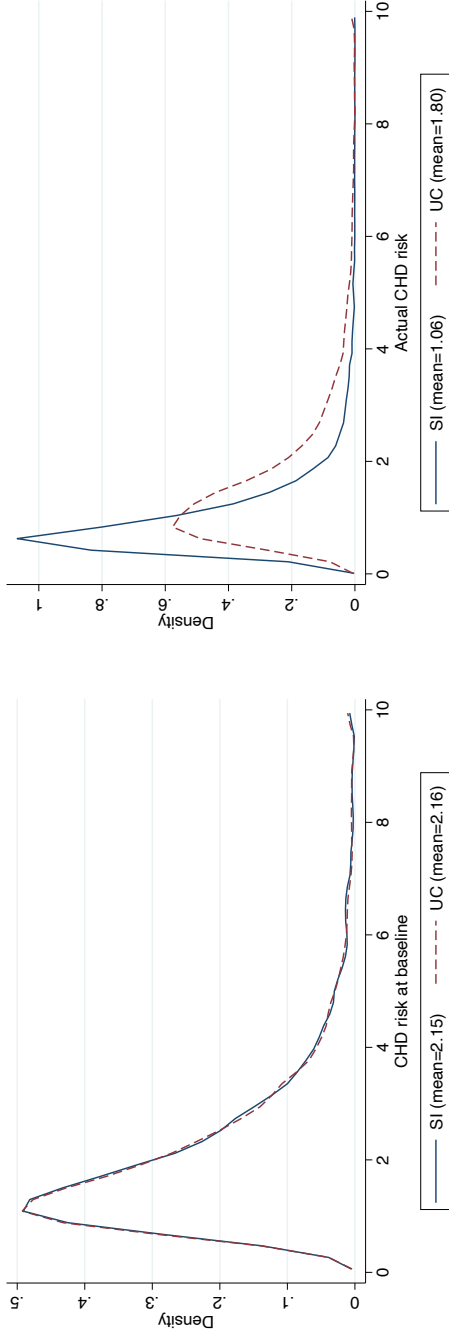 .5
.4
.3
.2
.1
0
Density
0 2 4 6 8 10
CHD risk at baseline
SI (mean=2.15) UC (mean=2.16)
1
.8
.6
.4
.2
0
Density
0 2 4 6 8 10
Actual CHD risk
SI (mean=1.06) UC (mean=1.80)